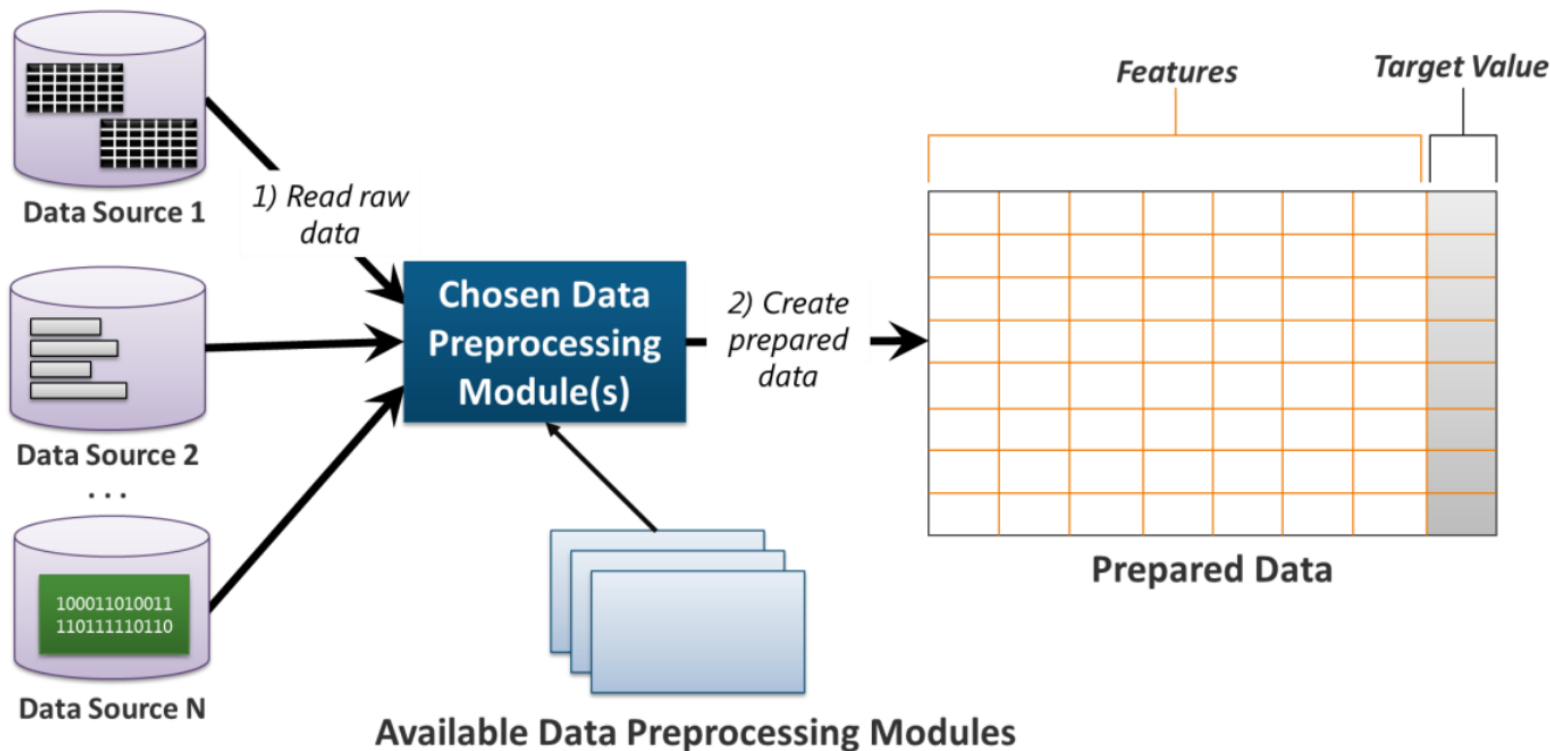 Features
Target Value
Data Source 1
1) Read raw
data
Chosen Data
Preprocessing
Module(s)
2) Create
prepared
data
Data Source 2
...
100011010011
110111110110
Data Source N
Prepared Data
Available Data Preprocessing Modules